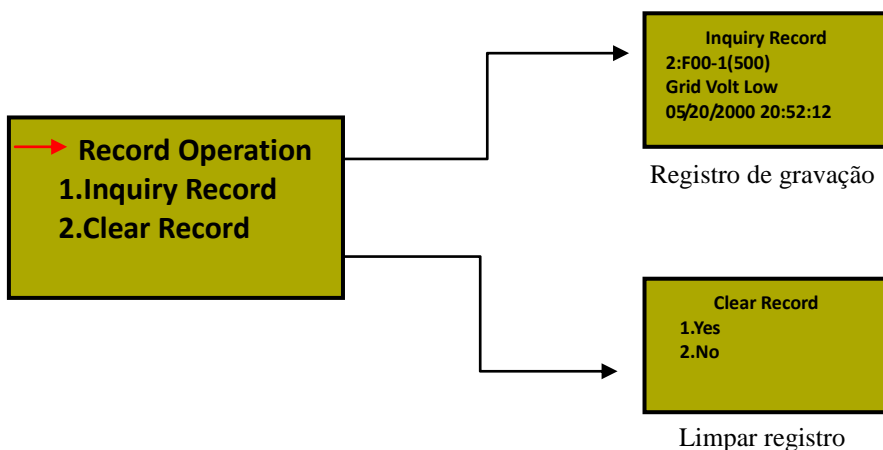 Record Operation
1.Inquiry Record
2.Clear Record
Inquiry Record
2:F00-1(500)
Grid Volt Low
05/20/2000 20:52:12
Registro de gravação
Clear Record
1.Yes
2.No
Limpar registro